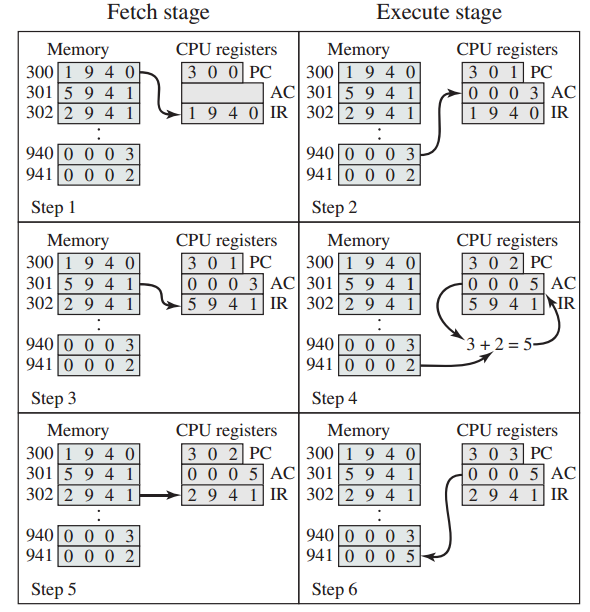 Fetch stage Execute stage
Memory CPU registers
300 1 9 4 0 3 0 0 PC
301 5 9 4 1 AC
302 2 9 4 1 1 9 4 0 IR
940 0 0 0 3
941 0 0 0 2
Step 1
Memory CPU registers
300 1 9 4 0 3 0 1 PC
301 5 9 4 1 0 0 0 3 AC
302 2 9 4 1 1 9 4 0 IR
940 0 0 0 3
941 0 0 0 2
Step 2
Memory CPU registers
300 1 9 4 0 3 0 1 PC
301 5 9 4 1 0 0 0 3 AC
302 2 9 4 1 5 9 4 1 IR
940 0 0 0 3
941 0 0 0 2
Step 3
Memory CPU registers
300 1 9 4 0 3 0 2 PC
301 5 9 4 1 0 0 0 5 AC
302 2 9 4 1 5 9 4 1 IR
940 0 0 0 3 3 + 2 = 5
941 0 0 0 2
Step 4
Memory CPU registers
300 1 9 4 0 3 0 2 PC
301 5 9 4 1 0 0 0 5 AC
302 2 9 4 1 2 9 4 1 IR
940 0 0 0 3
941 0 0 0 2
Step 5
Memory CPU registers
300 1 9 4 0 3 0 3 PC
301 5 9 4 1 0 0 0 5 AC
302 2 9 4 1 2 9 4 1 IR
940 0 0 0 3
941 0 0 0 5
Step 6